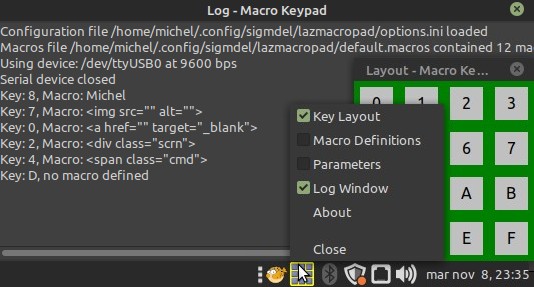 Log - Macro Keypad
Configuration file /home/michel/.config/sigmdel/lazmacropad/options.ini loaded
Macros file /home/michel/.config/sigmdel/lazmacropad/default.macros contained 12 ma
Using device: /dev/ttyUSB0 at 9600 bps
Serial device closed
Key: 8, Macro: Michel
Key: 7, Macro: <img src="" alt="">
Key: 0, Macro: <a href="" target="_blank">
Key: 2, Macro: <div class="scrn">
Key: 4, Macro: <span class="cmd">
Key: D, no macro defined
Layout - Macro Ke...
0 1 2 3
6 7
A B
E F
Key Layout
Macro Definitions
Parameters
Log Window
About
Close
mar nov 8, 23:35